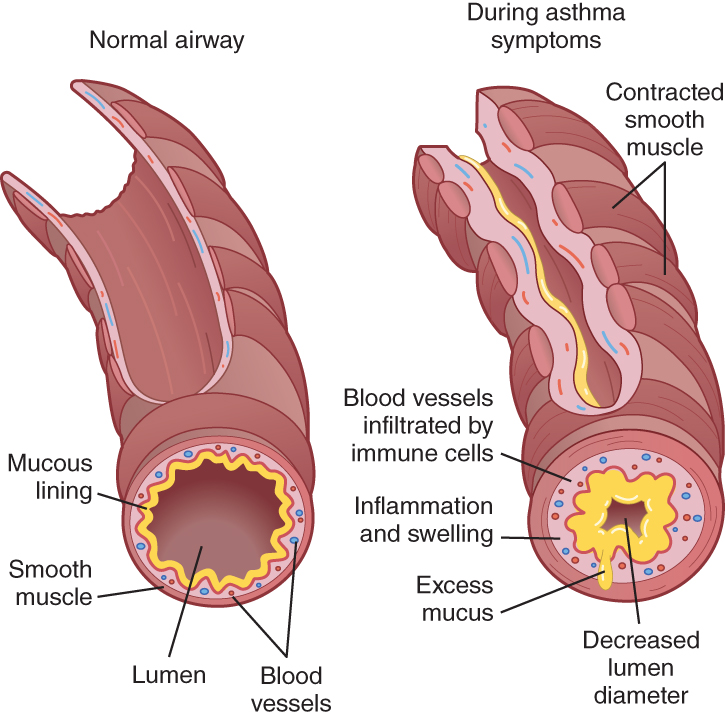 Normal airway
During asthma
symptoms
Contracted
smooth
muscle
Mucous
lining
Smooth
muscle
Lumen
Blood
vessels
Blood vessels
infiltrated by
immune cells
Inflammation
and swelling
Excess
mucus
Decreased
lumen
diameter